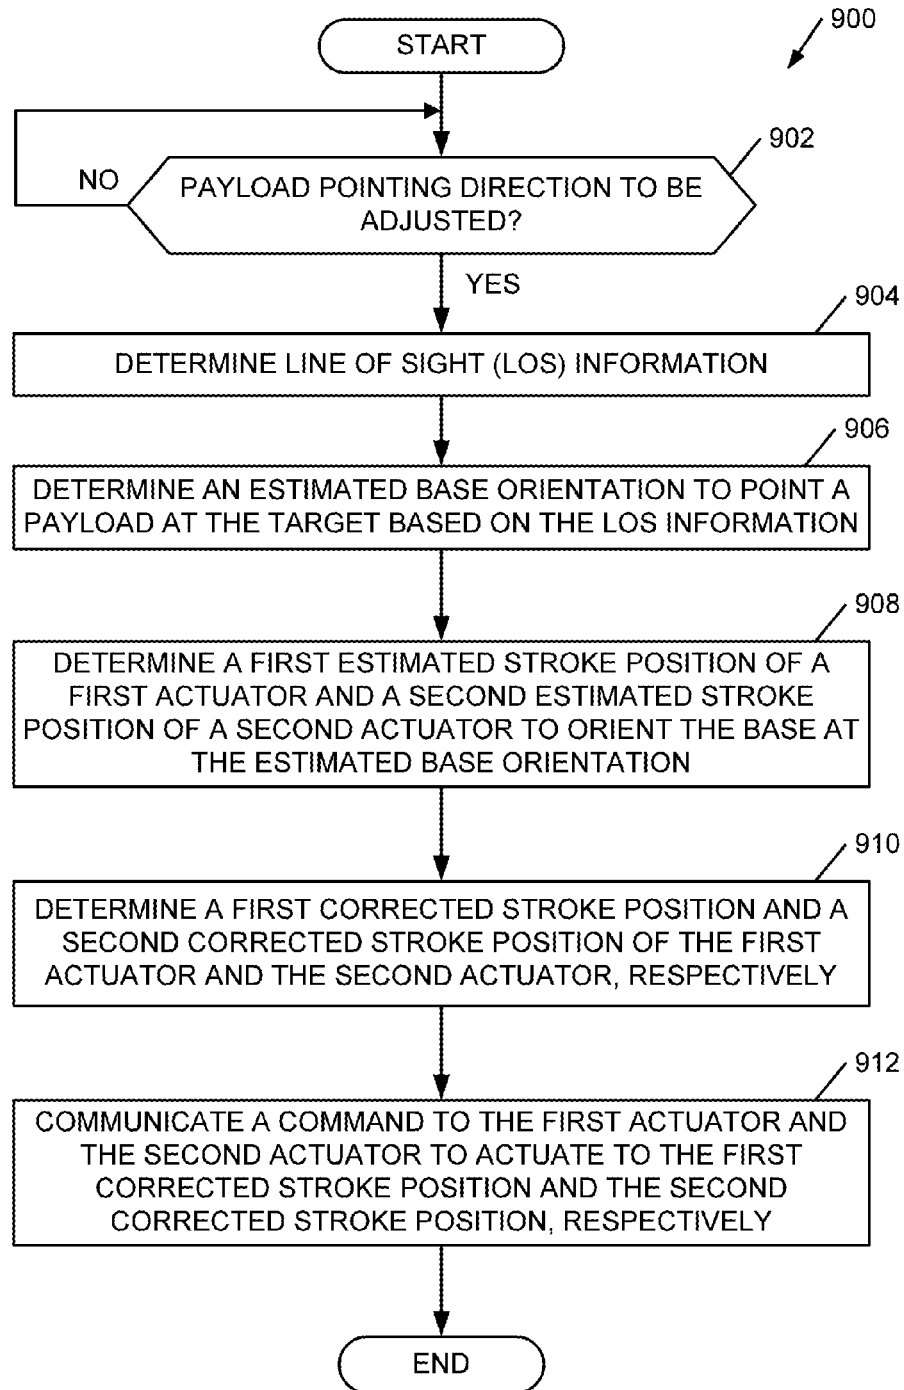 900
START
902
NO
PAYLOAD POINTING DIRECTION TO BE
ADJUSTED?
YES
904
DETERMINE LINE OF SIGHT (LOS) INFORMATION
906
DETERMINE AN ESTIMATED BASE ORIENTATION TO POINT A
PAYLOAD AT THE TARGET BASED ON THE LOS INFORMATION
908
DETERMINE A FIRST ESTIMATED STROKE POSITION OF A
FIRST ACTUATOR AND A SECOND ESTIMATED STROKE
POSITION OF A SECOND ACTUATOR TO ORIENT THE BASE AT
THE ESTIMATED BASE ORIENTATION
910
DETERMINE A FIRST CORRECTED STROKE POSITION AND A
SECOND CORRECTED STROKE POSITION OF THE FIRST
ACTUATOR AND THE SECOND ACTUATOR, RESPECTIVELY
912
COMMUNICATE A COMMAND TO THE FIRST ACTUATOR AND
THE SECOND ACTUATOR TO ACTUATE TO THE FIRST
CORRECTED STROKE POSITION AND THE SECOND
CORRECTED STROKE POSITION, RESPECTIVELY
END